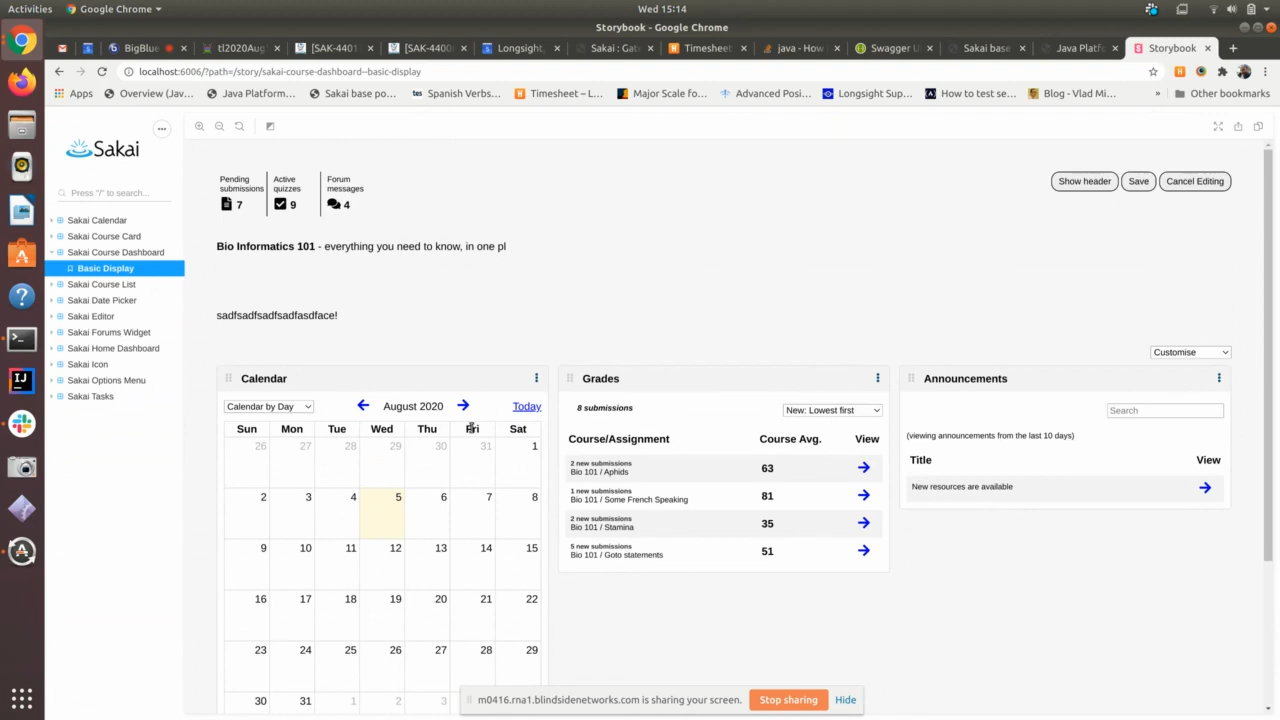 Activities
Google Chrome
Wed 15:14
Storybook - Google Chrome
BigBlue
tl2020Aug
[SAK-4401
[SAK-4400
Longsight,
Sakai : Gat
Timesheet
java - How
Swagger U
Sakai base
Java Platf
Storybook
localhost:6006/?path=/story/sakai-course-dashboard--basic-display
Apps
Overview (Jav...
Java Platform...
Sakai base po...
tes
Spanish Verbs...
Timesheet – L...
Major Scale fo...
Advanced Posi...
Longsight Sup...
How to test se...
Blog – Vlad Mi...
»
Other bookmarks
Sakai
Press "/" to search...
Sakai Calendar
Sakai Course Card
Sakai Course Dashboard
Basic Display
Sakai Course List
Sakai Date Picker
Sakai Editor
Sakai Forums Widget
Sakai Home Dashboard
Sakai Icon
Sakai Options Menu
Sakai Tasks
Pending submissions
7
Active quizzes
9
Forum messages
4
Show header
Save
Cancel Editing
Bio Informatics 101 - everything you need to know, in one pl
sadfsadfsadfsadfasdface!
Customise
Calendar
Calendar by Day
August 2020
Today
Sun Mon Tue Wed Thu Fri Sat
26 27 28 29 30 31 1
2 3 4 5 6 7 8
9 10 11 12 13 14 15
16 17 18 19 20 21 22
23 24 25 26 27 28 29
30 31 1 2 3
Grades
8 submissions
New: Lowest first
Course/Assignment Course Avg. View
2 new submissions
Bio 101 / Aphids 63
1 new submissions
Bio 101 / Some French Speaking 81
2 new submissions
Bio 101 / Stamina 35
5 new submissions
Bio 101 / Goto statements 51
Announcements
Search
(viewing announcements from the last 10 days)
Title View
New resources are available
m0416.rna1.blindsidenetworks.com is sharing your screen.
Stop sharing
Hide